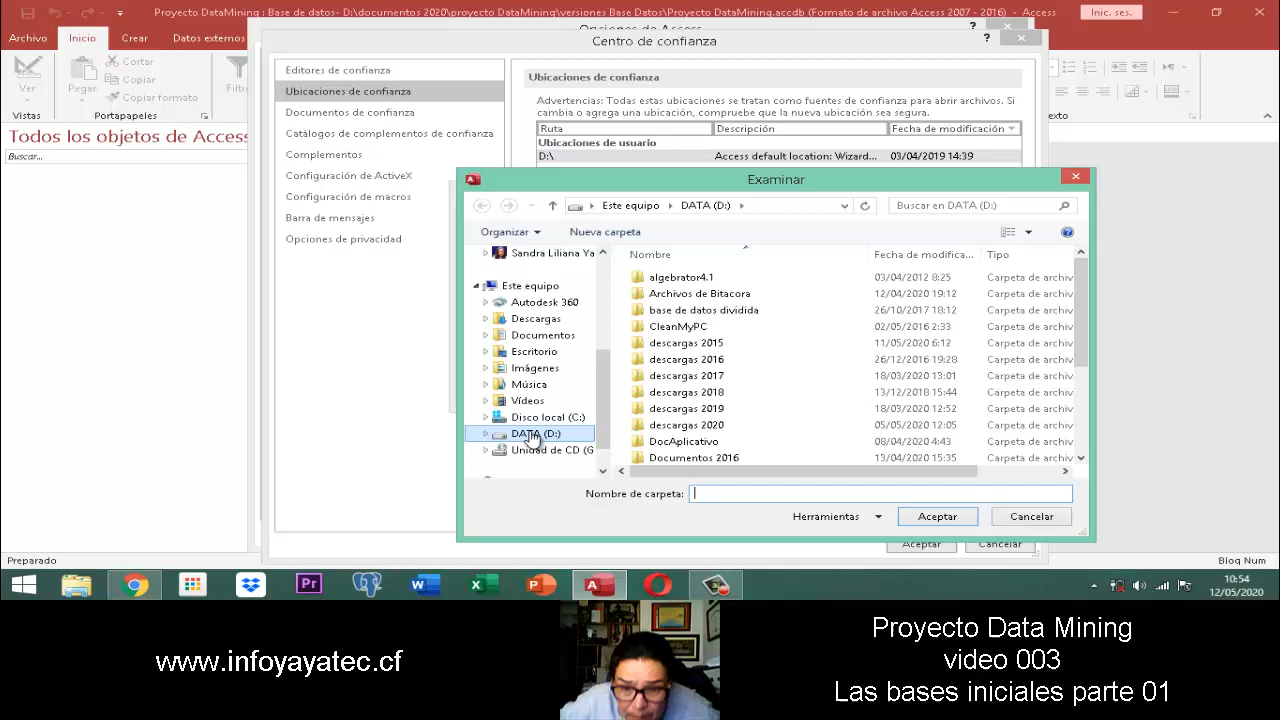 Proyecto DataMining : Base de datos- D:\documentos 2020\proyecto DataMining\versiones Base Datos\Proyecto DataMining.accdb (Formato de archivo Access 2007 - 2016) - Access
Inic. ses.
Archivo Inicio Crear Datos externos
Opciones de Access
?
Centro de confianza
?
Ver
Vistas
Pegar
Cortar
Copiar
Copiar formato
Portapapeles
Filtr
exto
Todos los objetos de Acces
Buscar...
Editores de confianza
Ubicaciones de confianza
Documentos de confianza
Catálogos de complementos de confianza
Complementos
Configuración de ActiveX
Configuración de macros
Barra de mensajes
Opciones de privacidad
Ubicaciones de confianza
Advertencias: Todas estas ubicaciones se tratan como fuentes de confianza para abrir archivos. Si
cambia o agrega una ubicación, compruebe que la nueva ubicación sea segura.
Ruta Descripción Fecha de modificación
Ubicaciones de usuario
D:\ Access default location: Wizard... 03/04/2019 14:39
Examinar
Este equipo DATA (D:)
Buscar en DATA (D:)
Organizar Nueva carpeta
Sandra Liliana Ya
Este equipo
Autodesk 360
Descargas
Documentos
Escritorio
Imágenes
Música
Vídeos
Disco local (C:)
DATA (D:)
Unidad de CD (G
Nombre Fecha de modifica... Tipo
algebrator4.1 03/04/2012 8:25 Carpeta de archiv
Archivos de Bitacora 12/04/2020 19:12 Carpeta de archiv
base de datos dividida 26/10/2017 18:12 Carpeta de archiv
CleanMyPC 02/05/2016 2:33 Carpeta de archiv
descargas 2015 11/05/2020 6:12 Carpeta de archiv
descargas 2016 26/12/2016 19:28 Carpeta de archiv
descargas 2017 18/03/2020 13:01 Carpeta de archiv
descargas 2018 13/12/2018 15:44 Carpeta de archiv
descargas 2019 18/03/2020 12:52 Carpeta de archiv
descargas 2020 05/05/2020 12:05 Carpeta de archiv
DocAplicativo 08/04/2020 4:43 Carpeta de archiv
Documentos 2016 13/04/2020 15:35 Carpeta de archiv
Nombre de carpeta:
Herramientas Aceptar Cancelar
Aceptar Cancelar
Preparado
Bloq Num
Pr
10:54
12/05/2020
www.infoyayatec.cf
Proyecto Data Mining
video 003
Las bases iniciales parte 01